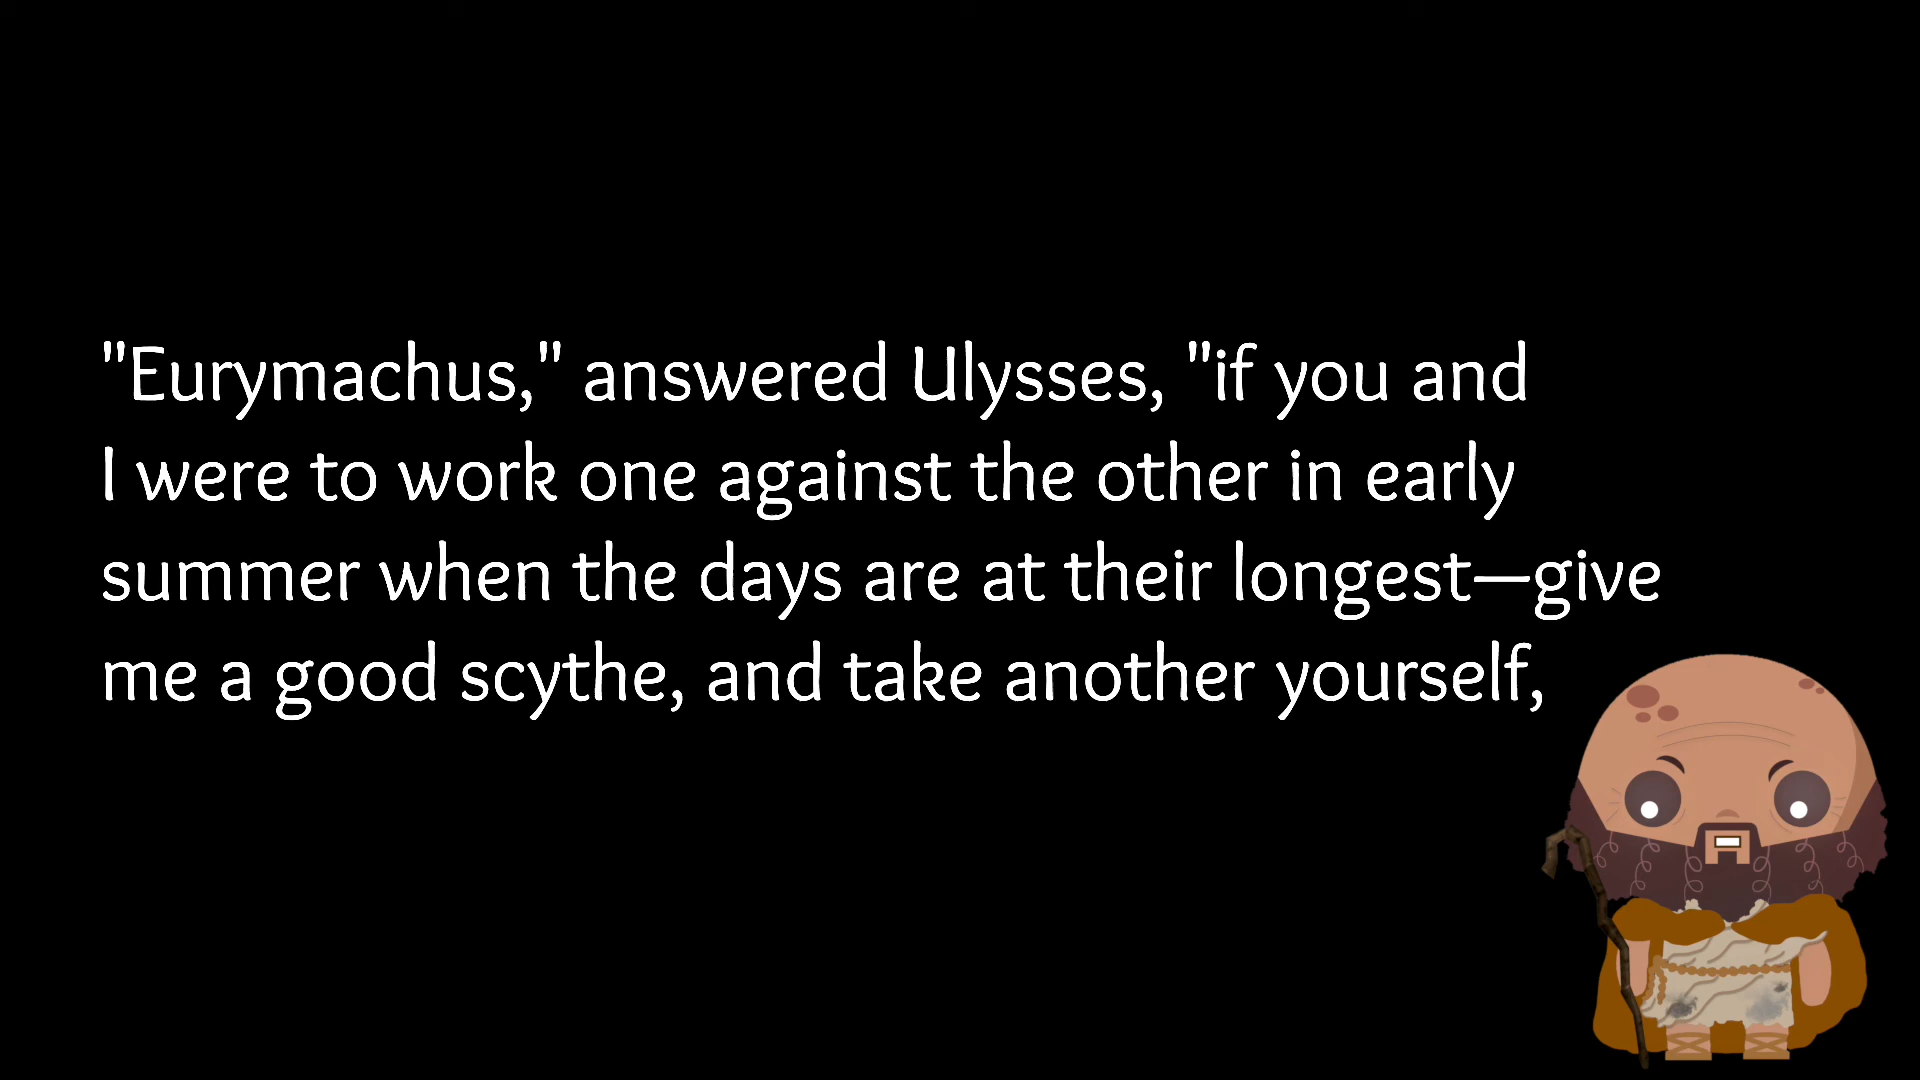 "Eurymachus," answered Ulysses, "if you and
I were to work one against the other in early
summer when the days are at their longest—give
me a good scythe, and take another yourself,